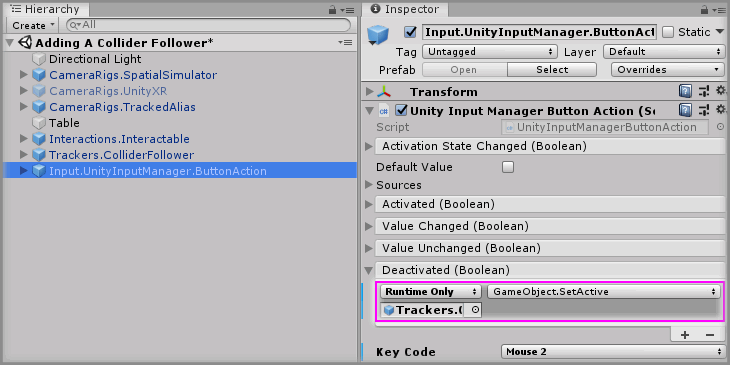 Hierarchy
Create All
Adding A Collider Follower*
Directional Light
CameraRigs.SpatialSimulator
CameraRigs.UnityXR
CameraRigs.TrackedAlias
Table
Interactions.Interactable
Trackers.ColliderFollower
Input.UnityInputManager.ButtonAction
Inspector
Input.UnityInputManager.ButtonAct Static
Tag Untagged Layer Default
Prefab Open Select Overrides
Transform
Unity Input Manager Button Action (Sc
Script UnityInputManagerButtonAction
Activation State Changed (Boolean)
Default Value
Sources
Activated (Boolean)
Value Changed (Boolean)
Value Unchanged (Boolean)
Deactivated (Boolean)
Runtime Only GameObject.SetActive
Trackers.C
+ −
Key Code Mouse 2